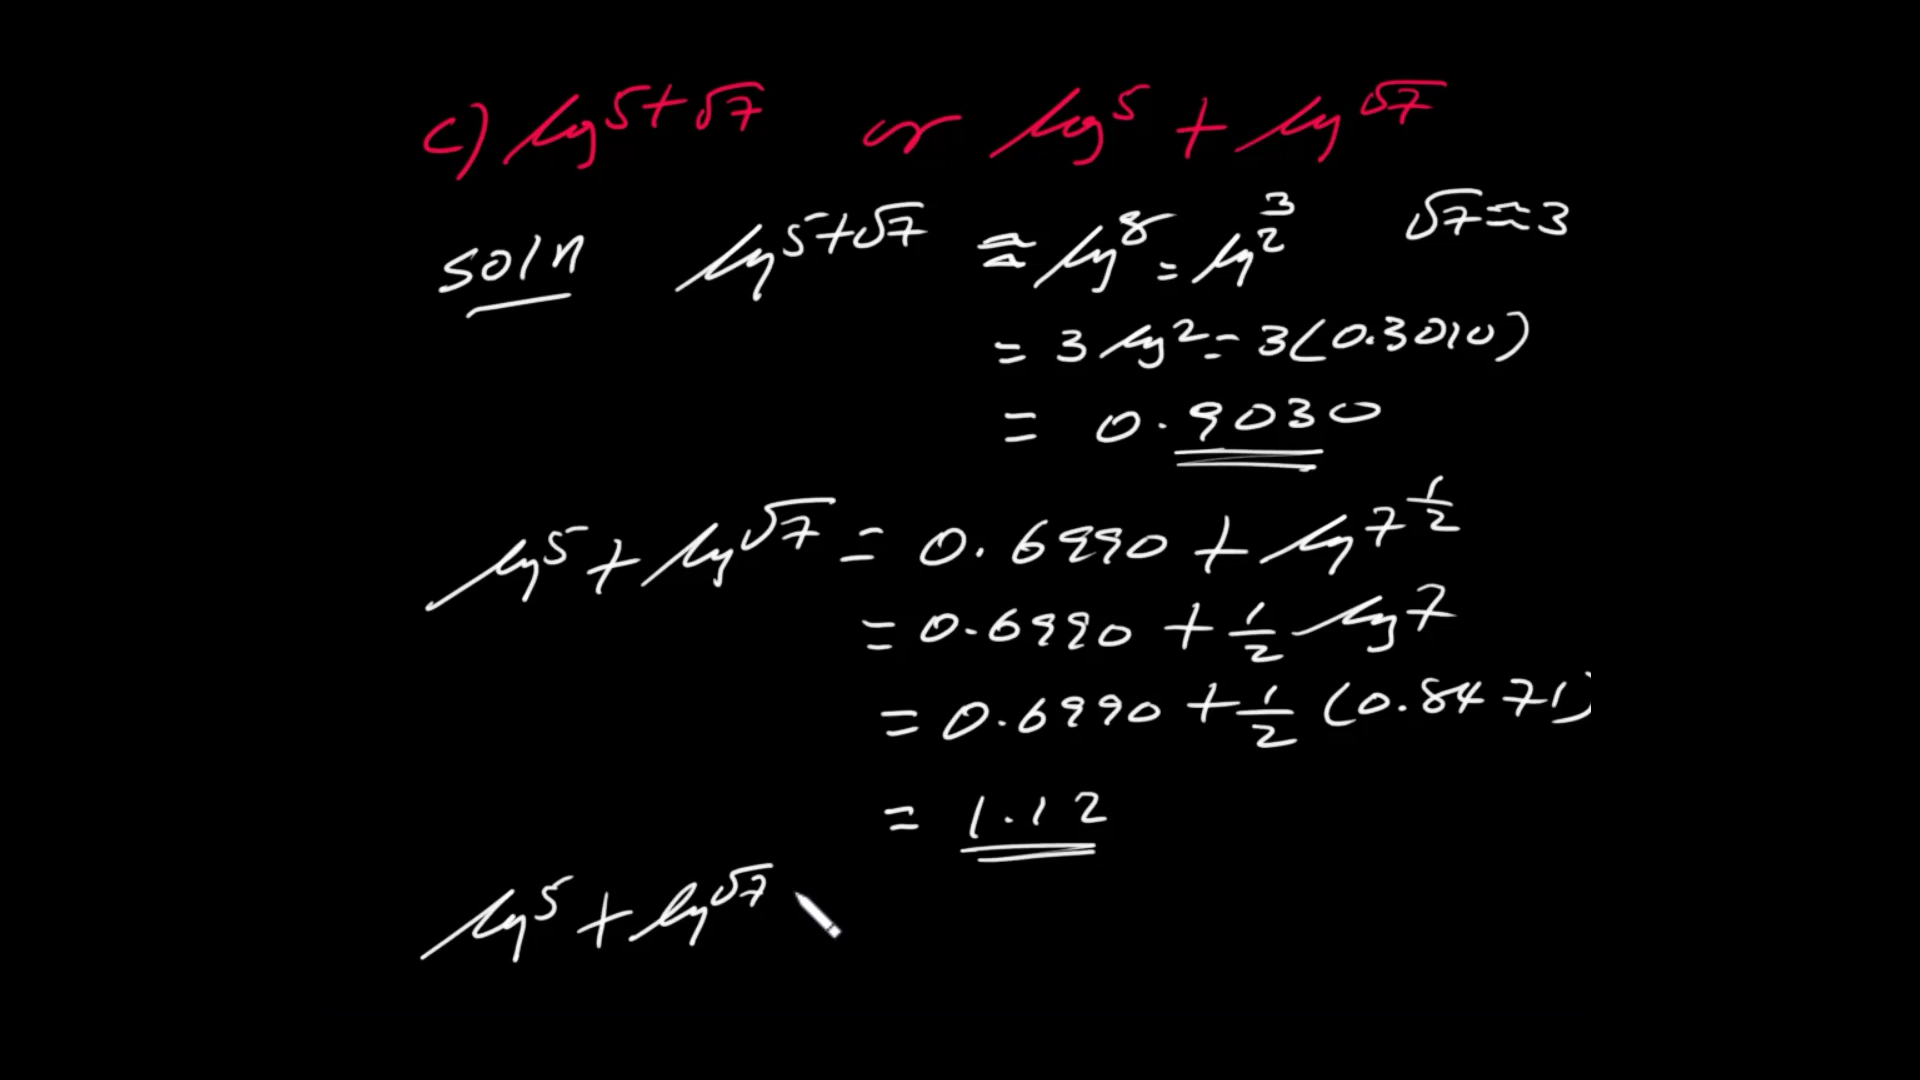 c) log 5+√7 or log 5 + log √7
soln log 5+√7 ≈ log 8 = log 2³ √7≈3
= 3 log 2 = 3(0.3010)
= 0.9030
log 5 + log √7 = 0.6990 + log 7^½
= 0.6990 + ½ log 7
= 0.6990 + ½ (0.8471)
= 1.12
log 5 + log √7